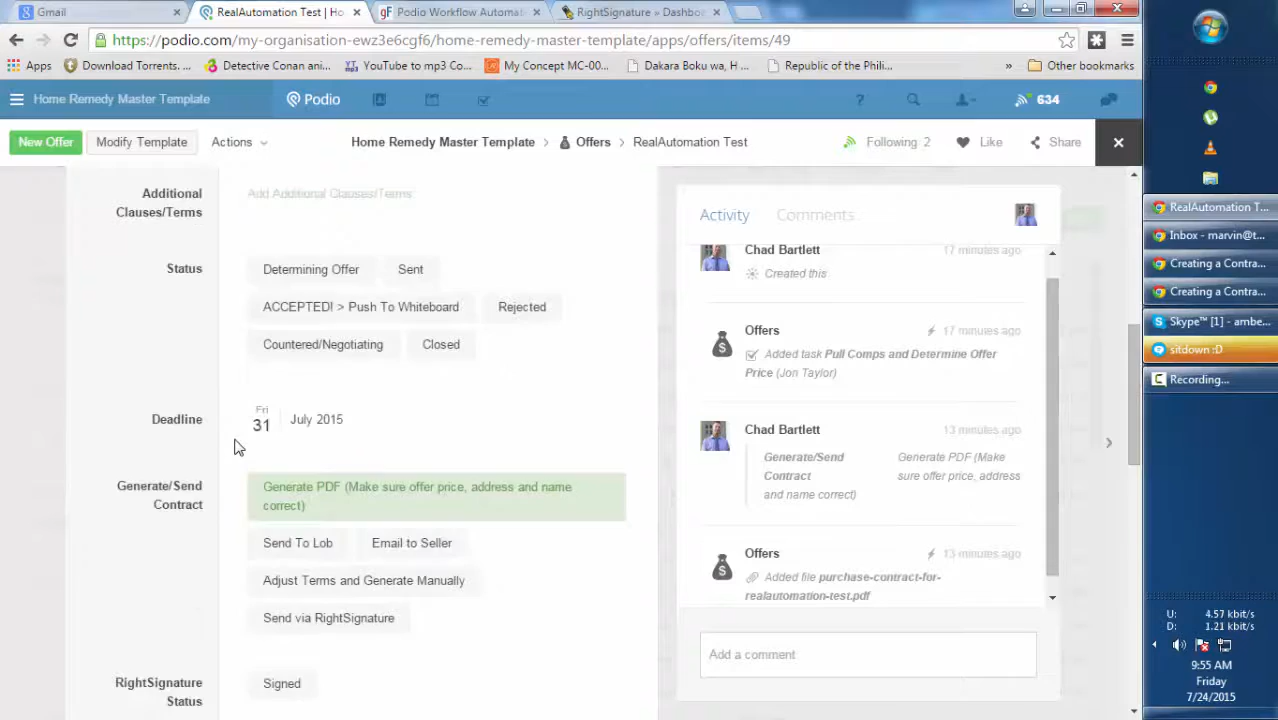 Gmail
RealAutomation Test | Ho
Podio Workflow Automati
RightSignature » Dashboa
https://podio.com/my-organisation-ewz3e6cgf6/home-remedy-master-template/apps/offers/items/49
Apps
Download Torrents. ...
Detective Conan ani...
YouTube to mp3 Co...
My Concept MC-00...
Dakara Boku wa, H ...
Republic of the Phili...
»
Other bookmarks
Home Remedy Master Template
Podio
?
634
New Offer
Modify Template
Actions
Home Remedy Master Template > Offers > RealAutomation Test
Following 2
Like
Share
Additional
Clauses/Terms
Add Additional Clauses/Terms
Status
Determining Offer
Sent
ACCEPTED! > Push To Whiteboard
Rejected
Countered/Negotiating
Closed
Deadline
Fri
31
July 2015
Generate/Send
Contract
Generate PDF (Make sure offer price, address and name
correct)
Send To Lob
Email to Seller
Adjust Terms and Generate Manually
Send via RightSignature
RightSignature
Status
Signed
Activity
Comments
Chad Bartlett
17 minutes ago
Created this
Offers
17 minutes ago
Added task Pull Comps and Determine Offer
Price (Jon Taylor)
Chad Bartlett
13 minutes ago
Generate/Send
Contract
and name correct)
Generate PDF (Make
sure offer price, address
Offers
13 minutes ago
Added file purchase-contract-for-
realautomation-test.pdf
Add a comment
RealAutomation T...
Inbox - marvin@t...
Creating a Contra...
Creating a Contra...
Skype™ [1] - ambe...
sitdown :D
Recording...
U: 4.57 kbit/s
D: 1.21 kbit/s
9:55 AM
Friday
7/24/2015